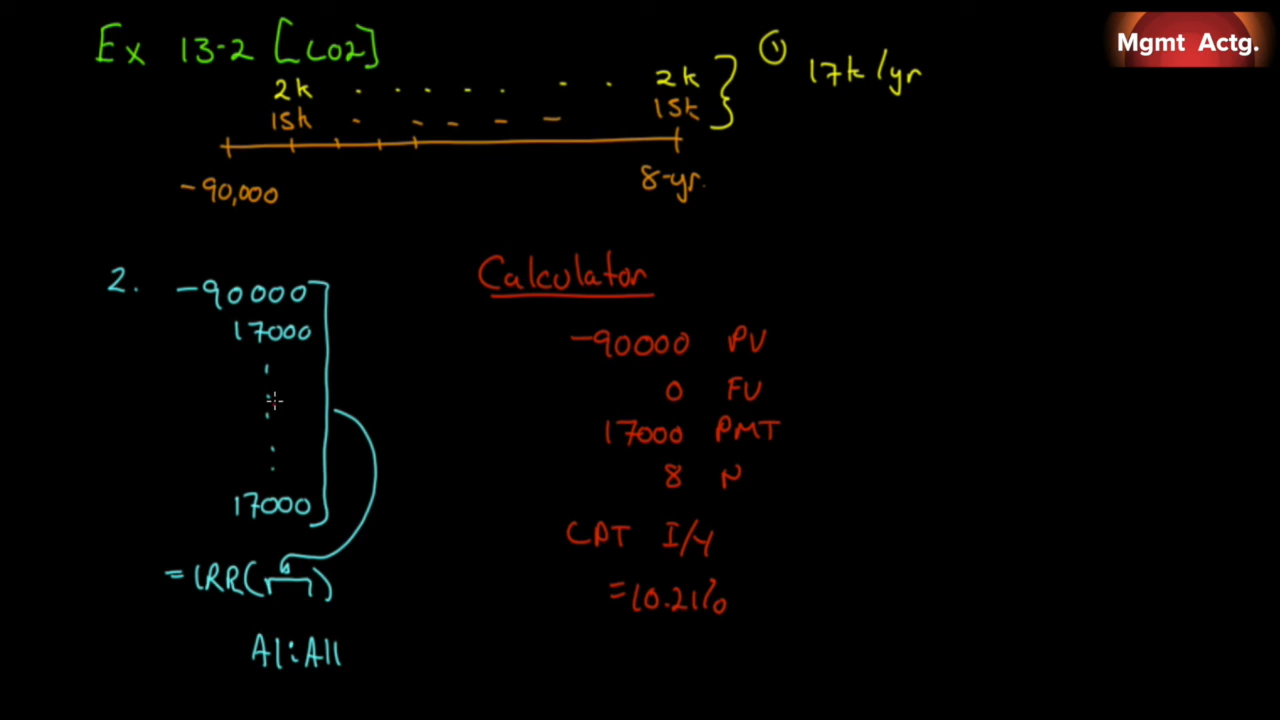 Ex 13-2 [LO2]
Mgmt Actg.
2k . . . . . . . 2k
15k - - - - - 15k
① 17k/yr
-90,000
8-yr.
2. -90000
17000
17000
=IRR( )
A1:A11
Calculator
-90000 PV
0 FV
17000 PMT
8 N
CPT I/Y
=10.21%